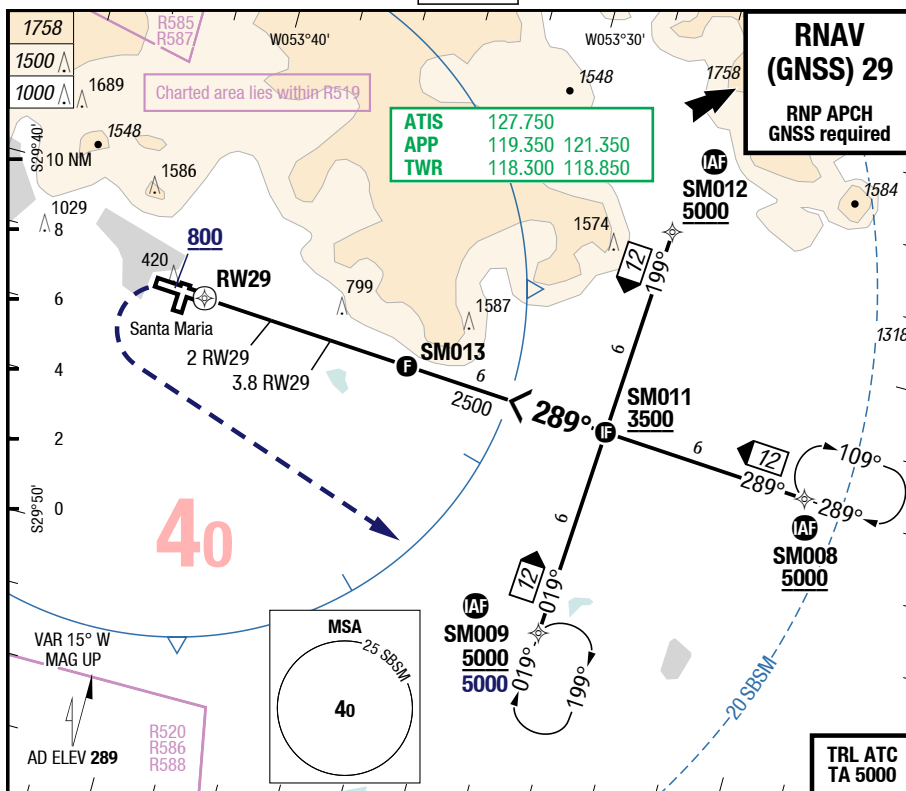 1758
1500
1000
R585
R587
W053°40'
W053°30'
RNAV
(GNSS) 29
RNP APCH
GNSS required
1689
Charted area lies within R519
1548
1758
ATIS 127.750
APP 119.350 121.350
TWR 118.300 118.850
S29°40'
1548
10 NM
1586
IAF
SM012
5000
1584
1029
8
800
1574
12
199°
420
RW29
6
799
1587
Santa Maria
1318
2 RW29
SM013
F
6
3.8 RW29
4
6
2500
SM011
3500
289°
IF
2
6
12
109°
289°
289°
S29°50'
0
40
6
IAF
SM008
5000
12
019°
IAF
SM009
5000
5000
019°
199°
MSA
25 SBSM
40
VAR 15° W
MAG UP
20 SBSM
R520
R586
R588
AD ELEV 289
TRL ATC
TA 5000